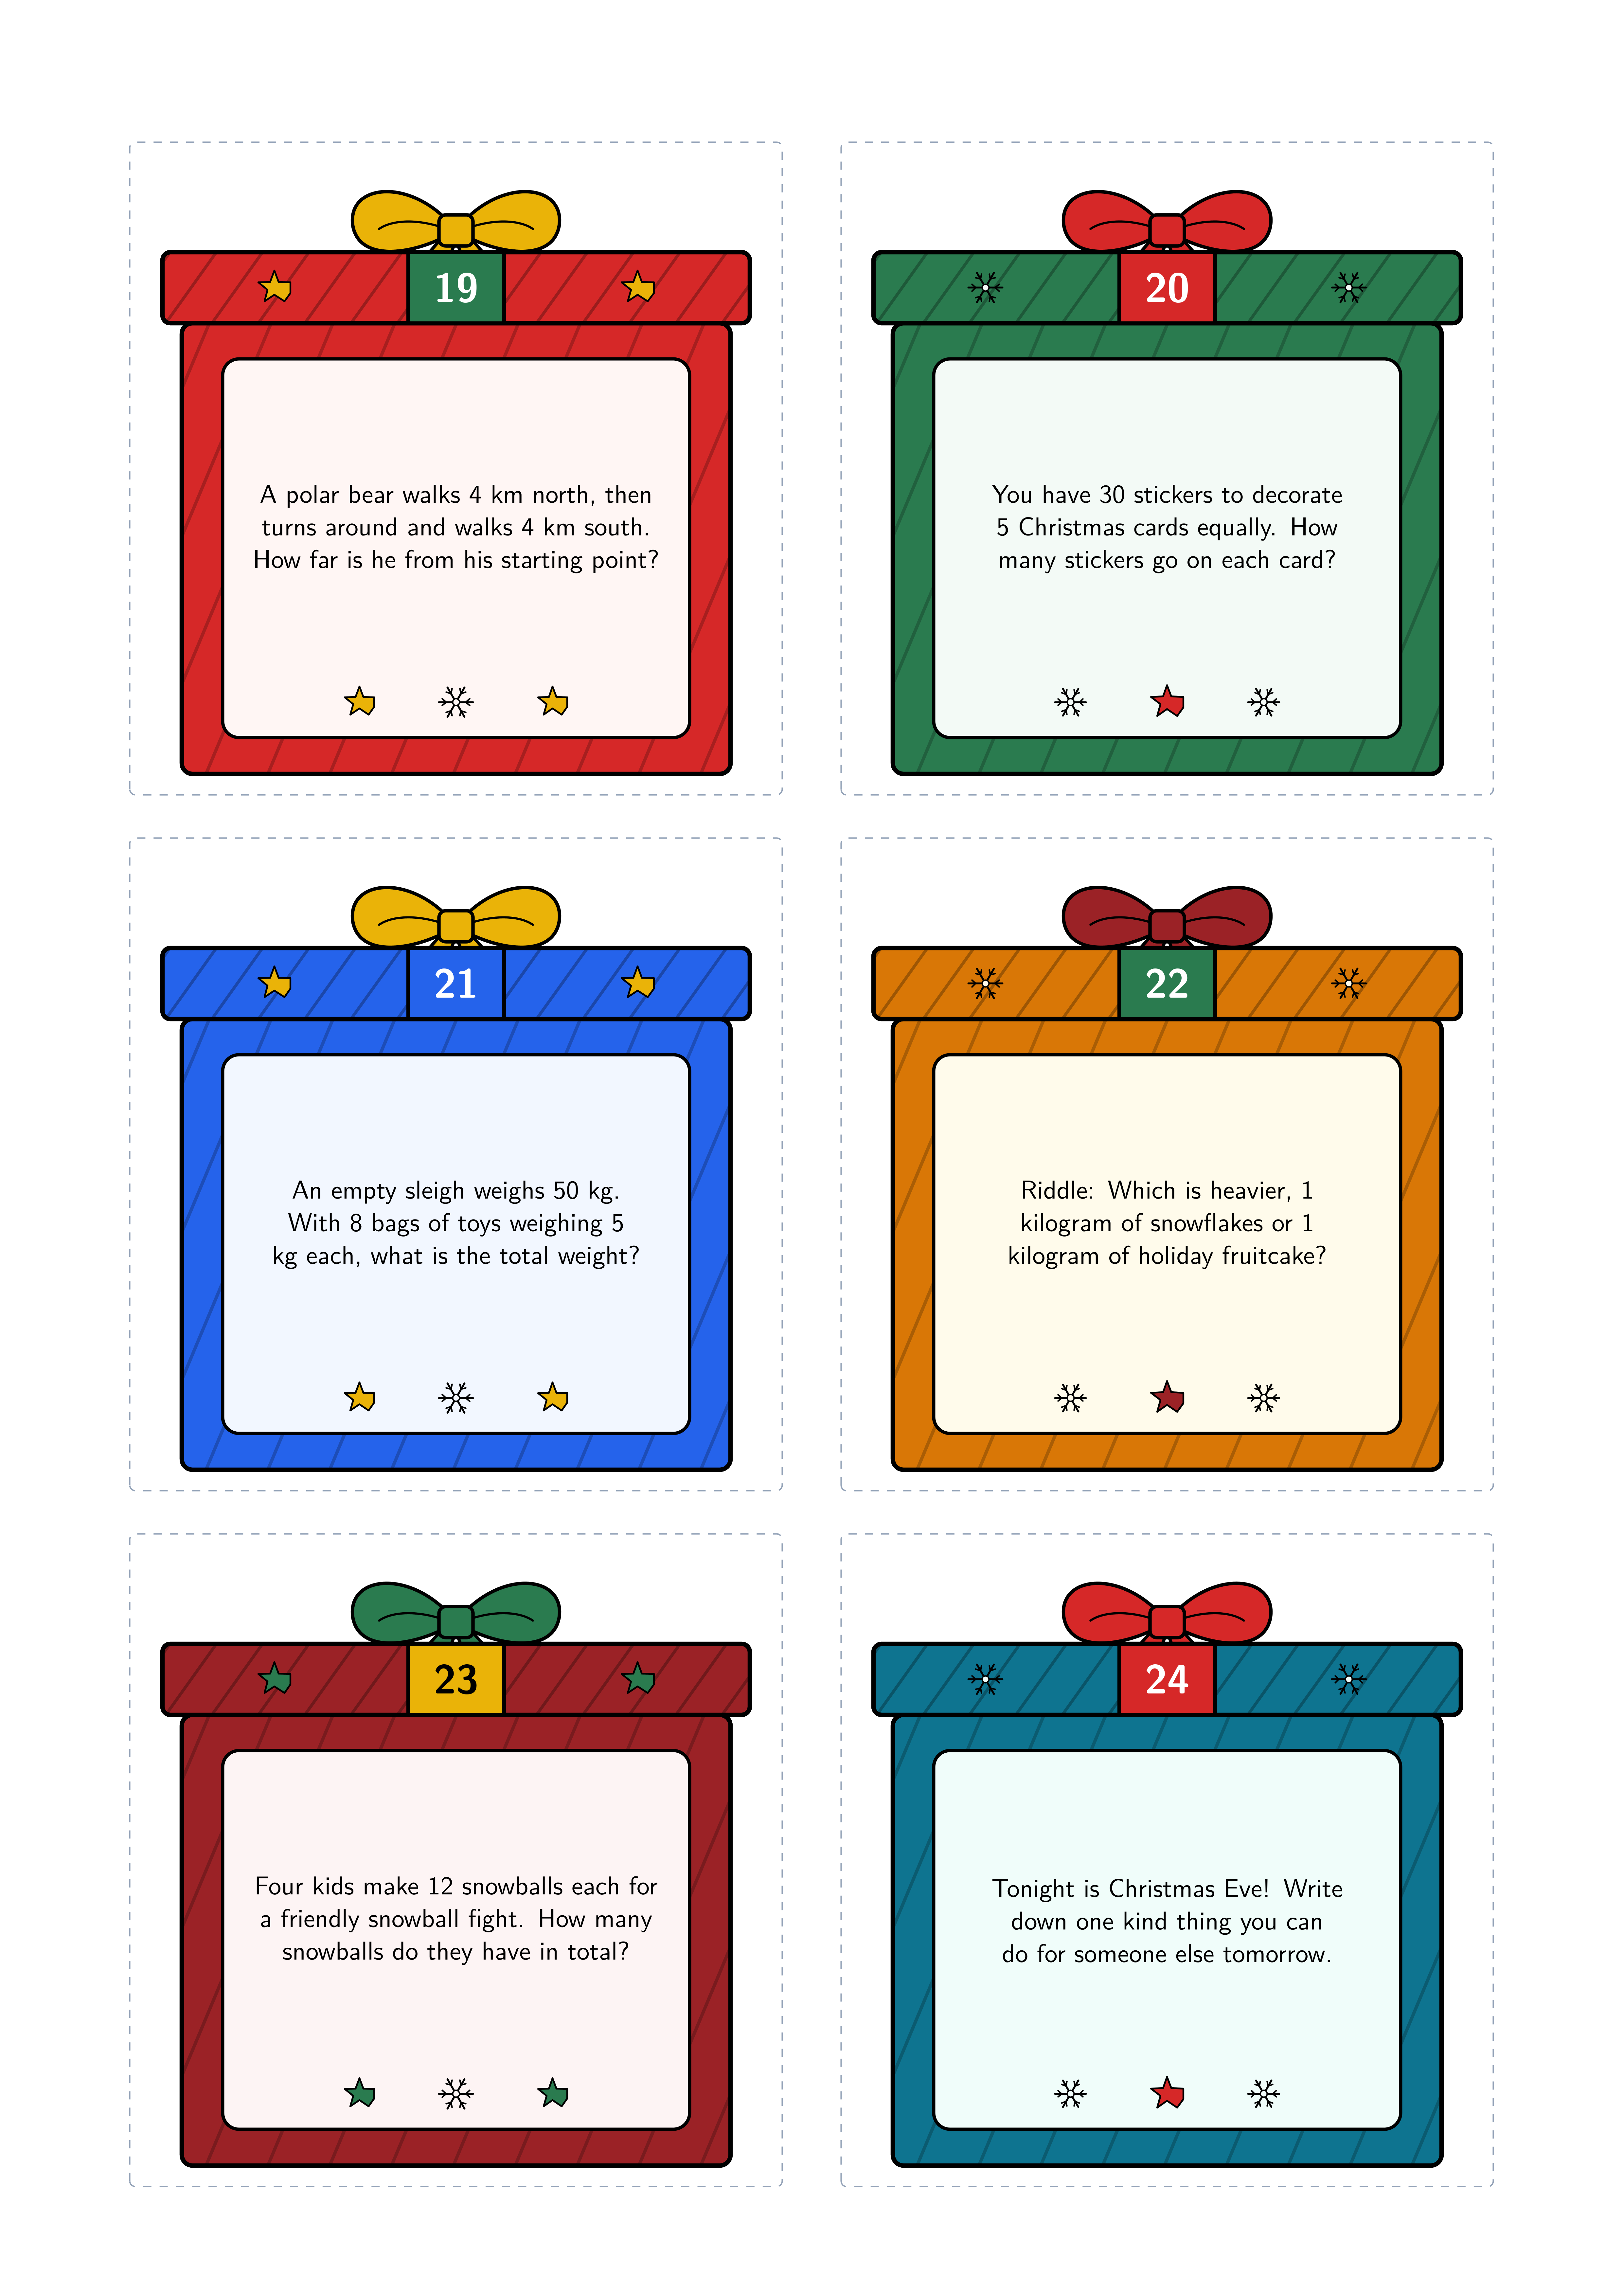 19
A polar bear walks 4 km north, then
turns around and walks 4 km south.
How far is he from his starting point?
20
You have 30 stickers to decorate
5 Christmas cards equally. How
many stickers go on each card?
21
An empty sleigh weighs 50 kg.
With 8 bags of toys weighing 5
kg each, what is the total weight?
22
Riddle: Which is heavier, 1
kilogram of snowflakes or 1
kilogram of holiday fruitcake?
23
Four kids make 12 snowballs each for
a friendly snowball fight. How many
snowballs do they have in total?
24
Tonight is Christmas Eve! Write
down one kind thing you can
do for someone else tomorrow.